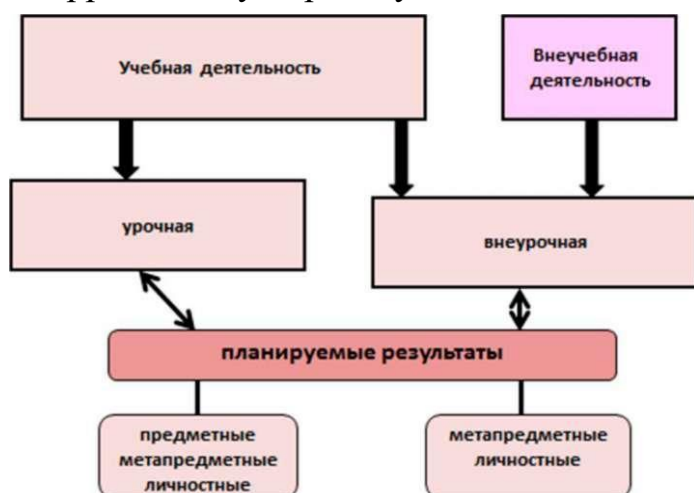 Учебная деятельность
Внеучебная
деятельность
урочная
внеурочная
планируемые результаты
предметные
метапредметные
личностные
метапредметные
личностные